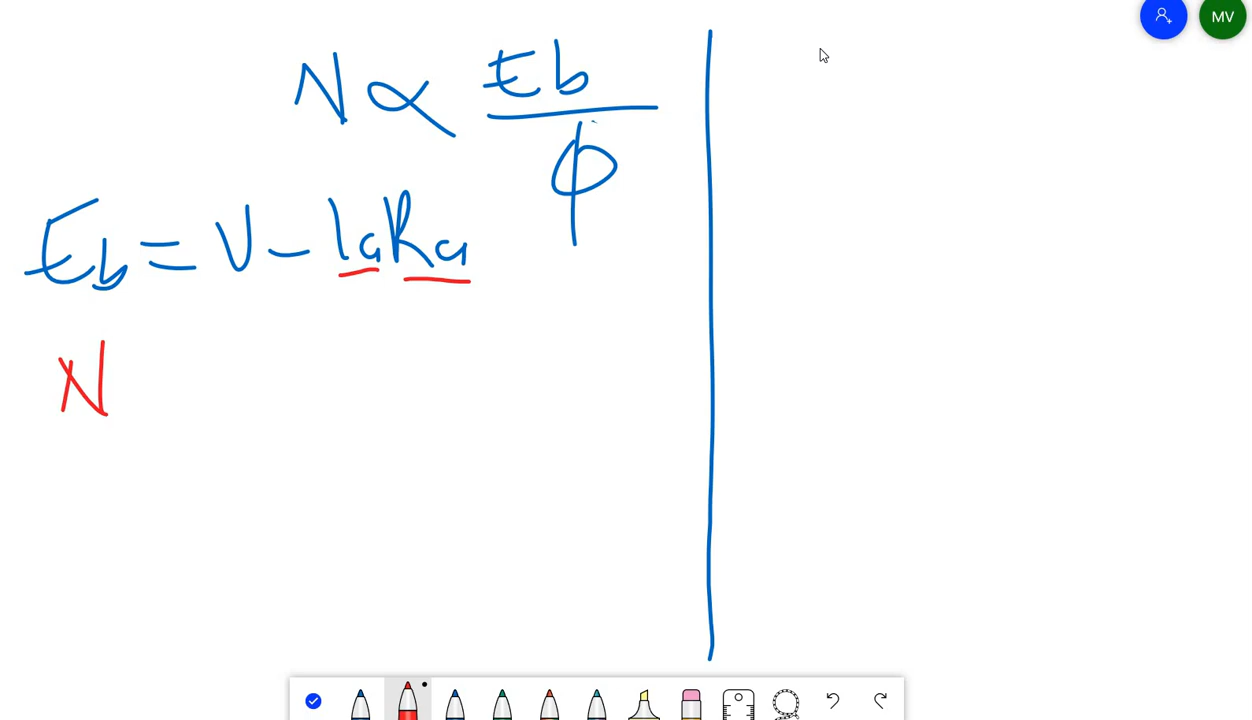 N ∝ Eb / ϕ
Eb = V - IaRa
N
MV